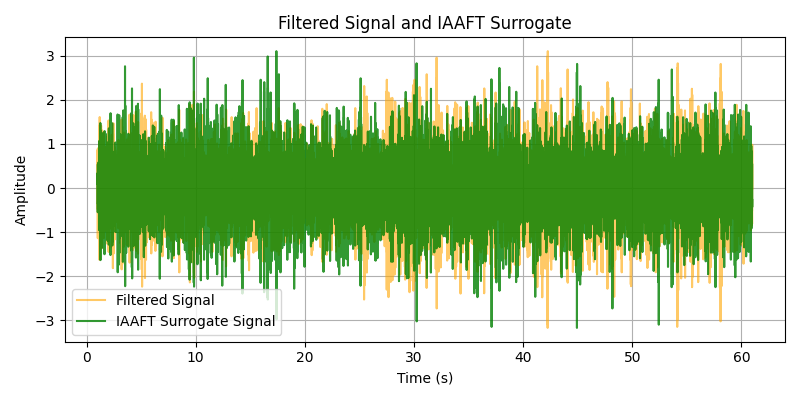 Filtered Signal and IAAFT Surrogate
3
2
1
0
−1
−2
−3
Amplitude
Filtered Signal
IAAFT Surrogate Signal
0 10 20 30 40 50 60
Time (s)